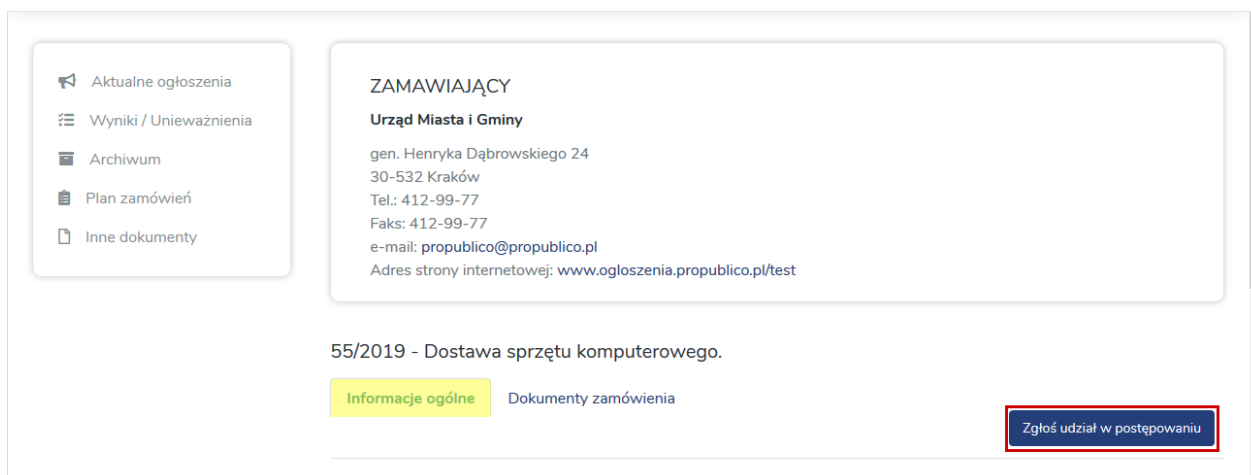 Aktualne ogłoszenia
Wyniki / Unieważnienia
Archiwum
Plan zamówień
Inne dokumenty
ZAMAWIAJĄCY
Urząd Miasta i Gminy
gen. Henryka Dąbrowskiego 24
30-532 Kraków
Tel.: 412-99-77
Faks: 412-99-77
e-mail: propublico@propublico.pl
Adres strony internetowej: www.ogloszenia.propublico.pl/test
55/2019 - Dostawa sprzętu komputerowego.
Informacje ogólne Dokumenty zamówienia
Zgłoś udział w postępowaniu